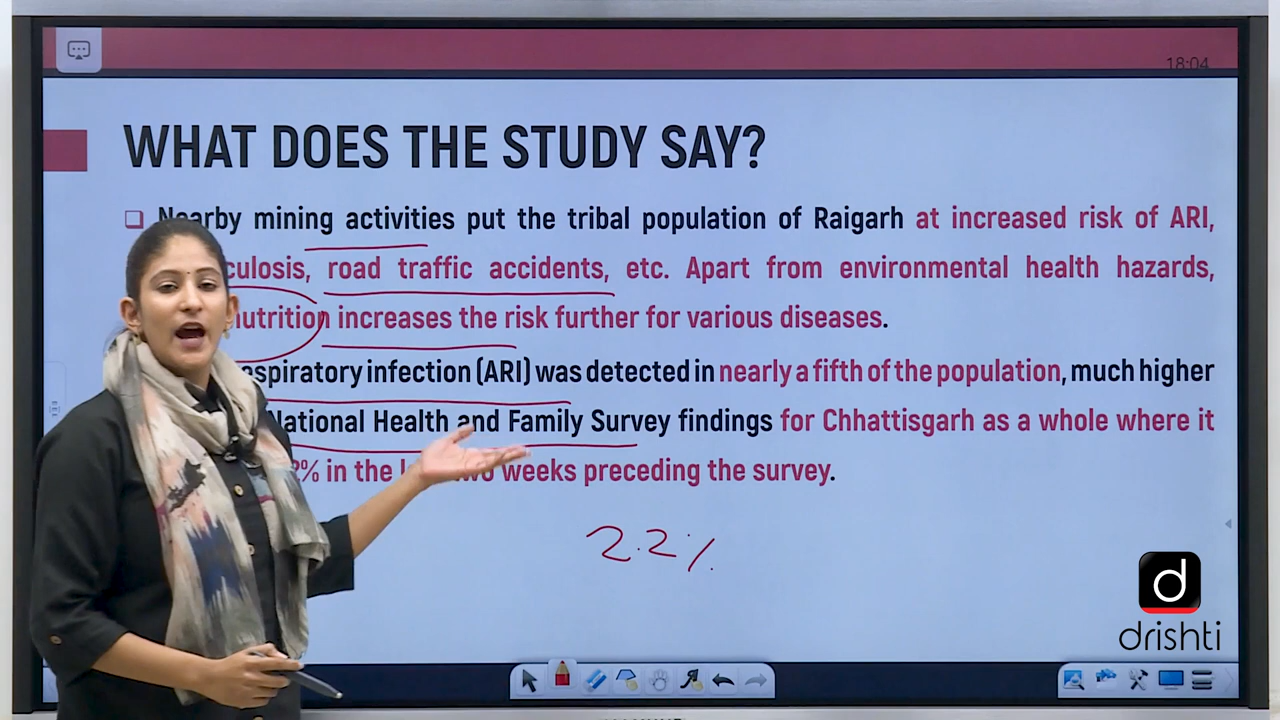 18:04
WHAT DOES THE STUDY SAY?
Nearby mining activities put the tribal population of Raigarh at increased risk of ARI,
road traffic accidents, etc. Apart from environmental health hazards,
increases the risk further for various diseases.
infection (ARI) was detected in nearly a fifth of the population, much higher
National Health and Family Survey findings for Chhattisgarh as a whole where it
% in the two weeks preceding the survey.
2.2%
d
drishti